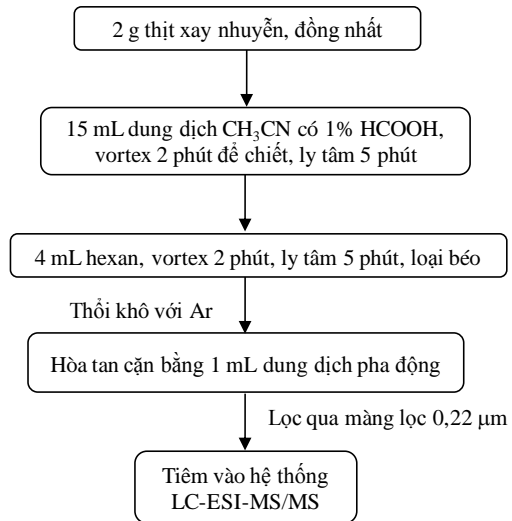 2 g thịt xay nhuyễn, đồng nhất
15 mL dung dịch CH₃CN có 1% HCOOH,
vortex 2 phút để chiết, ly tâm 5 phút
4 mL hexan, vortex 2 phút, ly tâm 5 phút, loại béo
Thổi khô với Ar
Hòa tan cặn bằng 1 mL dung dịch pha động
Lọc qua màng lọc 0,22 μm
Tiêm vào hệ thống
LC-ESI-MS/MS